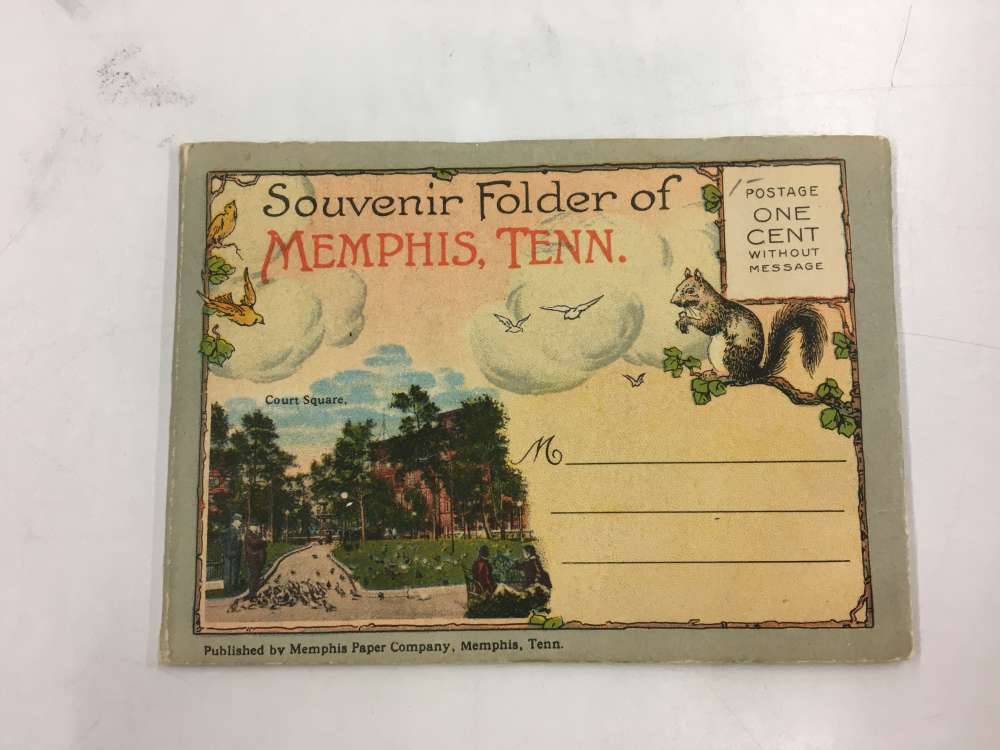 Souvenir Folder of
MEMPHIS, TENN.
POSTAGE
ONE
CENT
WITHOUT
MESSAGE
Court Square,
M
Published by Memphis Paper Company, Memphis, Tenn.